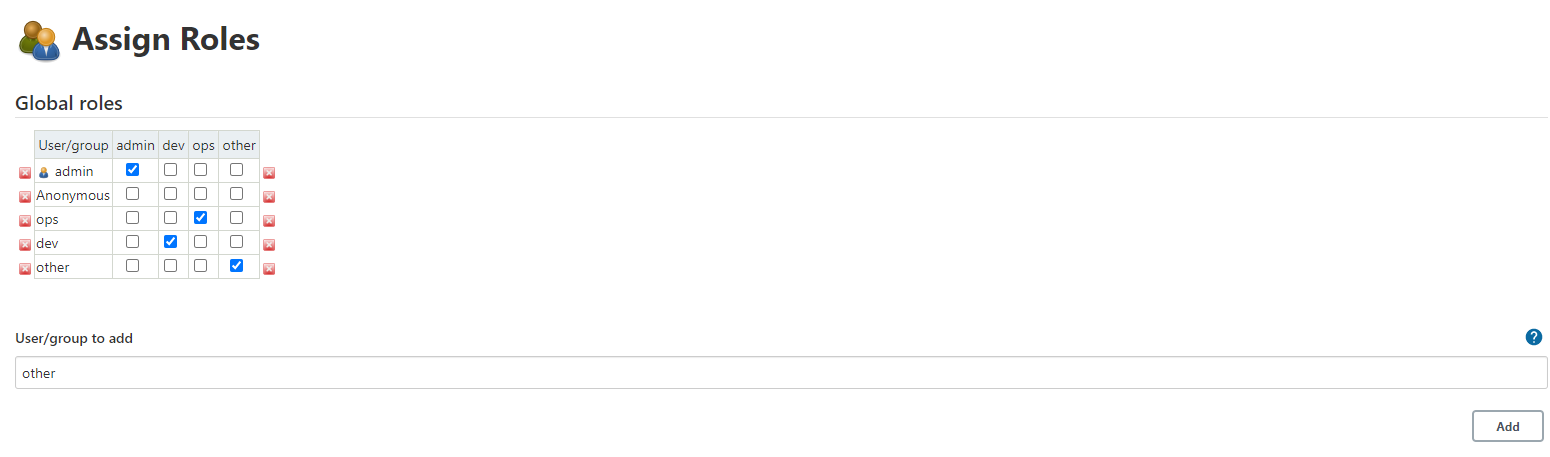 Assign Roles
Global roles
User/group admin dev ops other
admin
Anonymous
ops
dev
other
User/group to add
?
other
Add